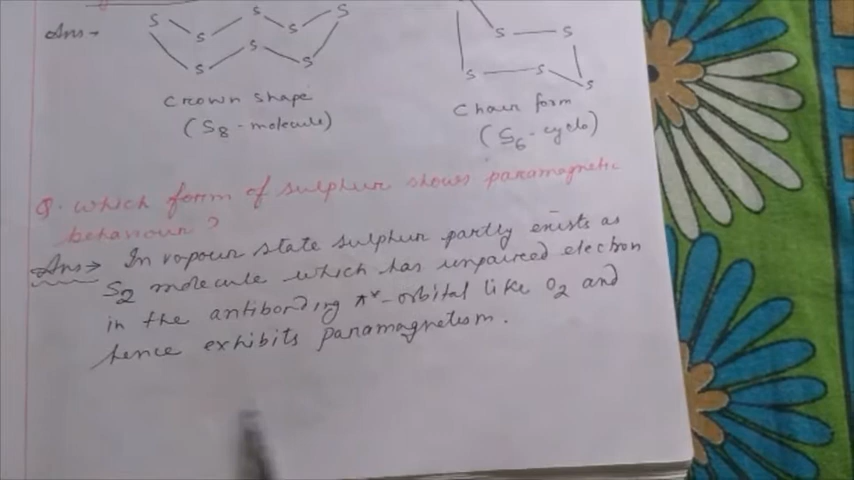 Ans→
S S S S S S S S
S S S S S
Crown shape
(S₈ - molecule)
Chair form
(S₆ - cyclo)
Q. which form of sulphur shows paramagnetic
behaviour?
Ans→ In vapour state sulphur partly exists as
S₂ molecule which has unpaired electron
in the antibonding π*-orbital like O₂ and
hence exhibits paramagnetism.